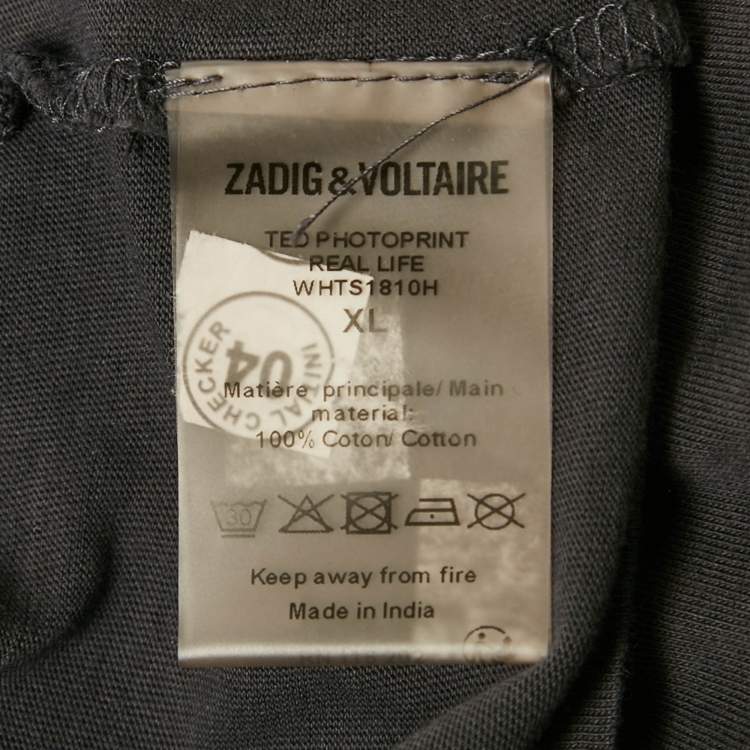 ZADIG & VOLTAIRE
TED PHOTOPRINT
REAL LIFE
WHTS1810H
XL
INITIAL CHECKER
04
Matière principale/ Main
material:
100% Coton/ Cotton
30
Keep away from fire
Made in India